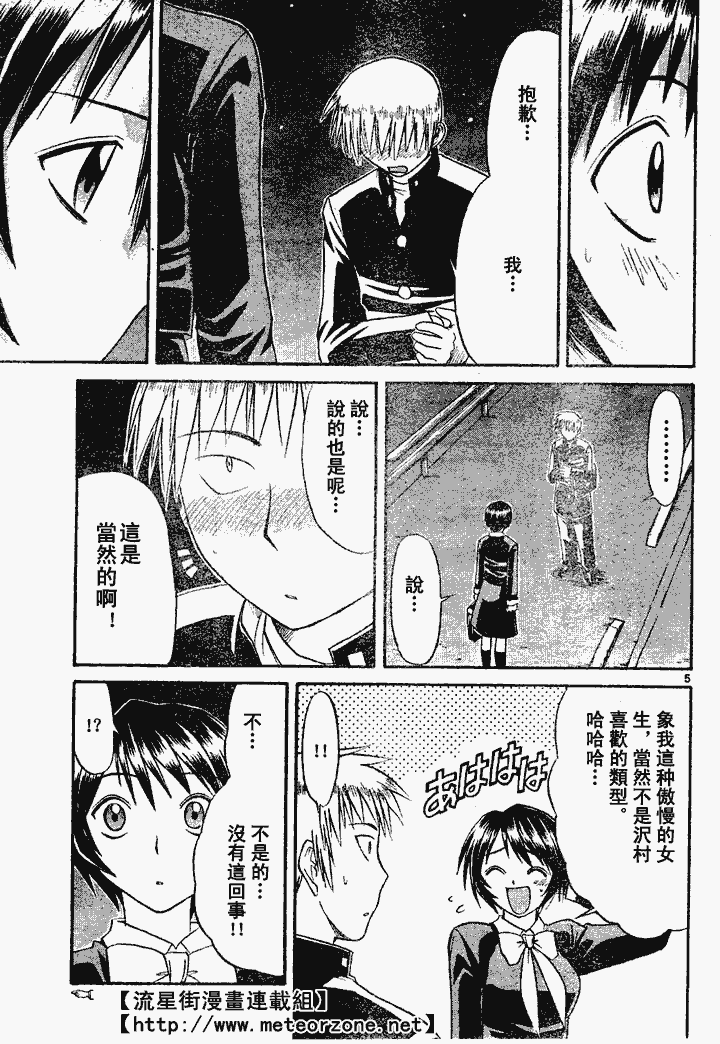 抱歉…
我…
………
說…
說…
說的也是呢…
這是
當然的啊！
象我這种傲慢的女
生，當然不是沢村
喜歡的類型。
哈哈哈…
あははは
!!
不…
不是的…
沒有這回事!!
!?
5
【流星街漫畫連載組】
【http://www.meteorzone.net】